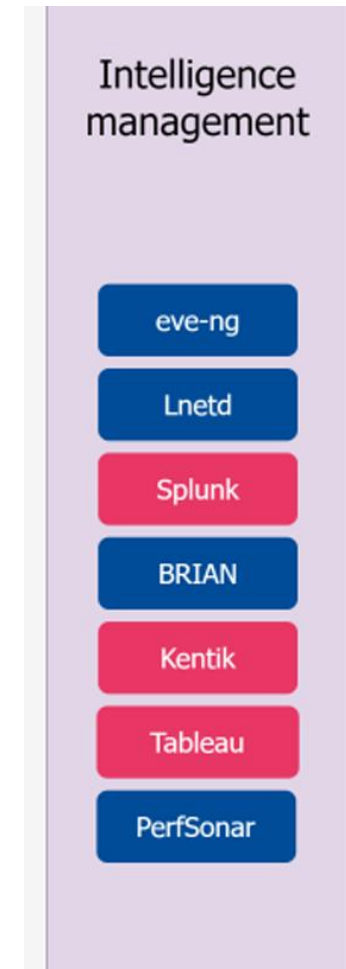 Intelligence
management
eve-ng
Lnetd
Splunk
BRIAN
Kentik
Tableau
PerfSonar